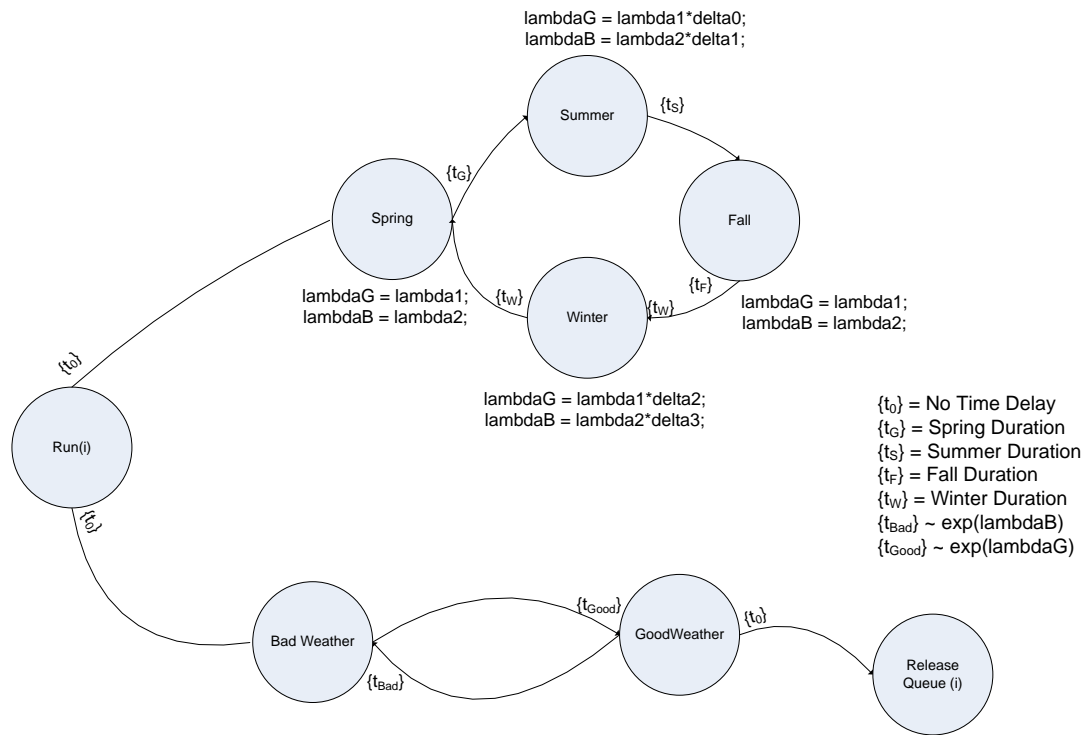 lambdaG = lambda1*delta0;
lambdaB = lambda2*delta1;
Summer
{tS}
{tG}
Spring
Fall
{tF}
{tW}
{tW}
Winter
lambdaG = lambda1;
lambdaB = lambda2;
lambdaG = lambda1;
lambdaB = lambda2;
lambdaG = lambda1*delta2;
lambdaB = lambda2*delta3;
{t0}
Run(i)
{t0}
{t0} = No Time Delay
{tG} = Spring Duration
{tS} = Summer Duration
{tF} = Fall Duration
{tW} = Winter Duration
{tBad} ~ exp(lambdaB)
{tGood} ~ exp(lambdaG)
Bad Weather
{tGood}
{tBad}
GoodWeather
{t0}
Release
Queue (i)